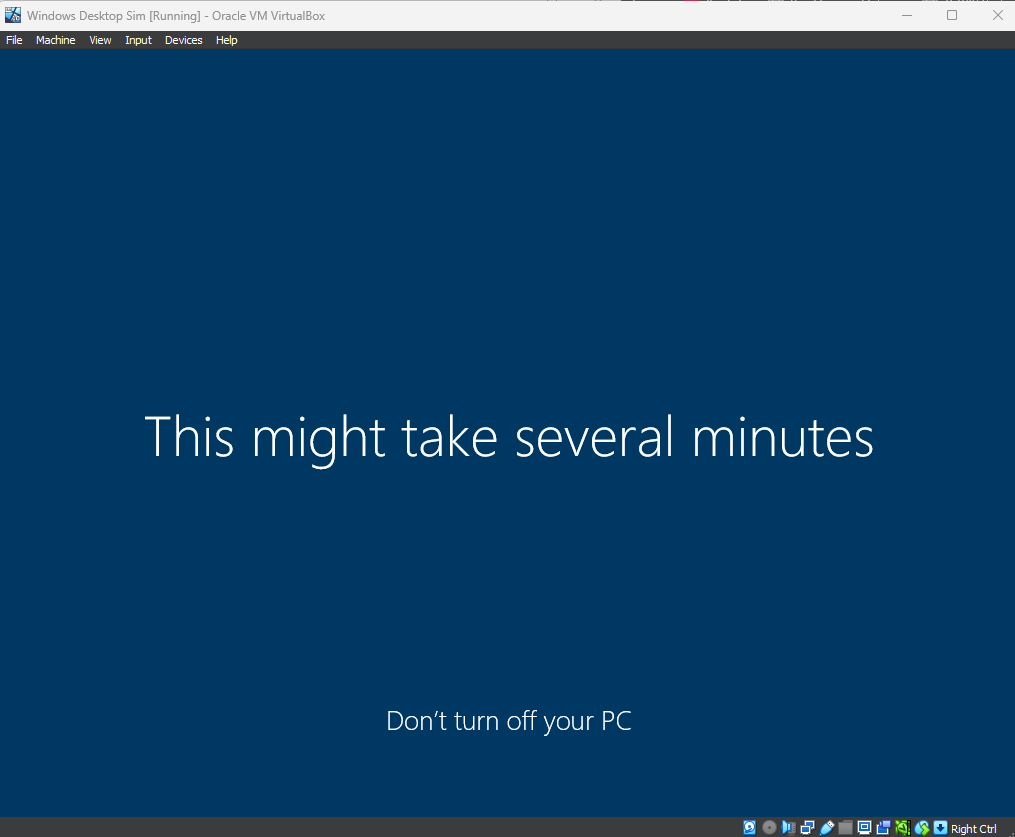 Windows Desktop Sim [Running] - Oracle VM VirtualBox
File Machine View Input Devices Help
This might take several minutes
Don’t turn off your PC
Right Ctrl